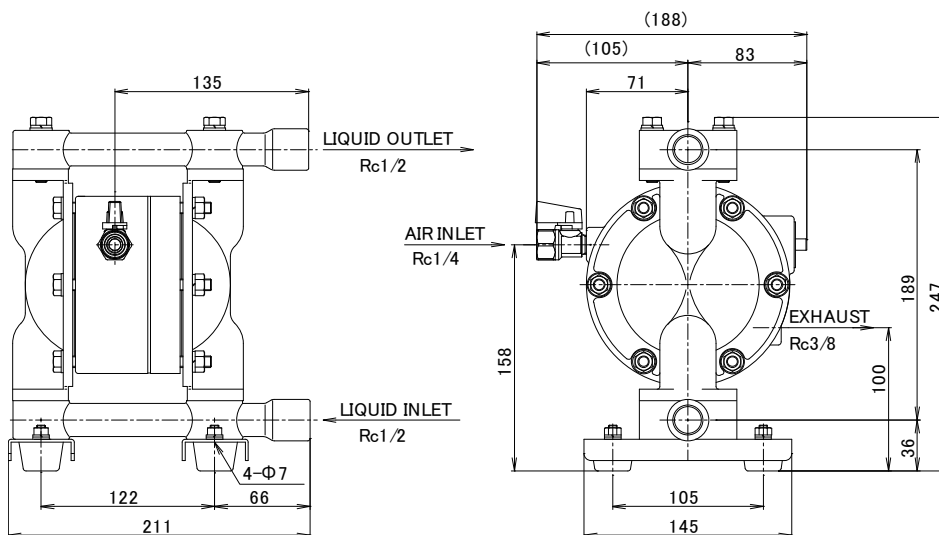 (188)
(105)
83
135
71
LIQUID OUTLET
Rc1/2
AIR INLET
Rc1/4
189
247
EXHAUST
Rc3/8
158
100
LIQUID INLET
Rc1/2
36
4-Φ7
122
66
105
211
145